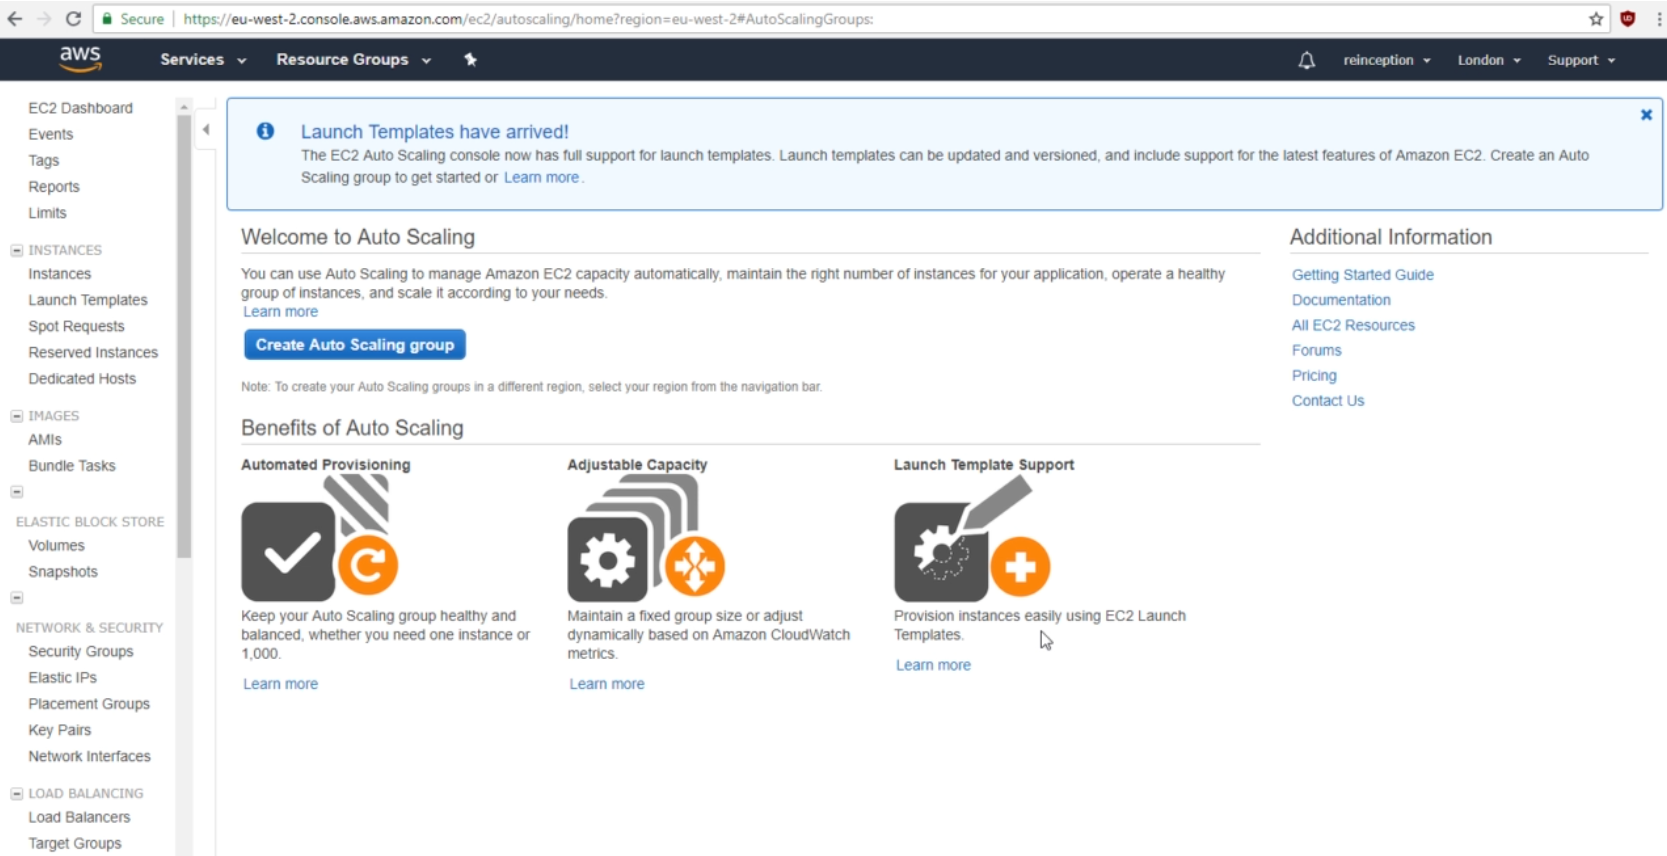 Secure https://eu-west-2.console.aws.amazon.com/ec2/autoscaling/home?region=eu-west-2#AutoScalingGroups:
aws Services Resource Groups reinception London Support
EC2 Dashboard
Events
Tags
Reports
Limits
INSTANCES
Instances
Launch Templates
Spot Requests
Reserved Instances
Dedicated Hosts
IMAGES
AMIs
Bundle Tasks
ELASTIC BLOCK STORE
Volumes
Snapshots
NETWORK & SECURITY
Security Groups
Elastic IPs
Placement Groups
Key Pairs
Network Interfaces
LOAD BALANCING
Load Balancers
Target Groups
Launch Templates have arrived!
The EC2 Auto Scaling console now has full support for launch templates. Launch templates can be updated and versioned, and include support for the latest features of Amazon EC2. Create an Auto
Scaling group to get started or Learn more.
Welcome to Auto Scaling
You can use Auto Scaling to manage Amazon EC2 capacity automatically, maintain the right number of instances for your application, operate a healthy
group of instances, and scale it according to your needs.
Learn more
Create Auto Scaling group
Note: To create your Auto Scaling groups in a different region, select your region from the navigation bar.
Benefits of Auto Scaling
Automated Provisioning
Keep your Auto Scaling group healthy and
balanced, whether you need one instance or
1,000.
Learn more
Adjustable Capacity
Maintain a fixed group size or adjust
dynamically based on Amazon CloudWatch
metrics.
Learn more
Launch Template Support
Provision instances easily using EC2 Launch
Templates.
Learn more
Additional Information
Getting Started Guide
Documentation
All EC2 Resources
Forums
Pricing
Contact Us